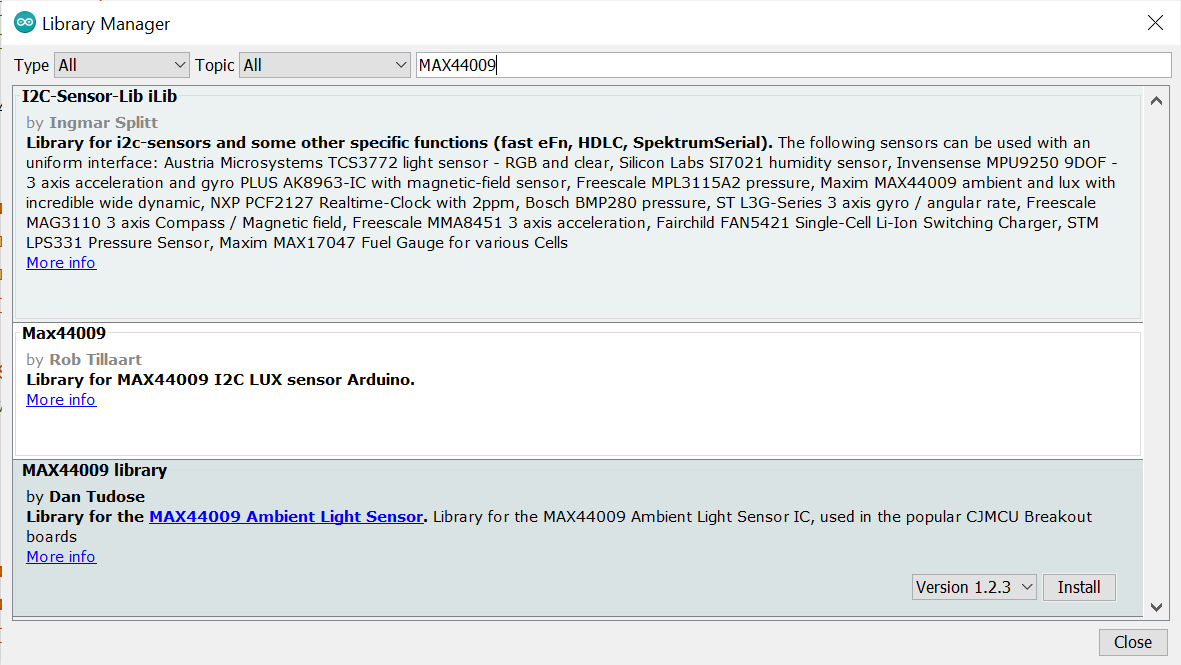 Library Manager
Type All Topic All MAX44009
I2C-Sensor-Lib iLib
by Ingmar Splitt
Library for i2c-sensors and some other specific functions (fast eFn, HDLC, SpektrumSerial). The following sensors can be used with an
uniform interface: Austria Microsystems TCS3772 light sensor - RGB and clear, Silicon Labs SI7021 humidity sensor, Invensense MPU9250 9DOF -
3 axis acceleration and gyro PLUS AK8963-IC with magnetic-field sensor, Freescale MPL3115A2 pressure, Maxim MAX44009 ambient and lux with
incredible wide dynamic, NXP PCF2127 Realtime-Clock with 2ppm, Bosch BMP280 pressure, ST L3G-Series 3 axis gyro / angular rate, Freescale
MAG3110 3 axis Compass / Magnetic field, Freescale MMA8451 3 axis acceleration, Fairchild FAN5421 Single-Cell Li-Ion Switching Charger, STM
LPS331 Pressure Sensor, Maxim MAX17047 Fuel Gauge for various Cells
More info
Max44009
by Rob Tillaart
Library for MAX44009 I2C LUX sensor Arduino.
More info
MAX44009 library
by Dan Tudose
Library for the MAX44009 Ambient Light Sensor. Library for the MAX44009 Ambient Light Sensor IC, used in the popular CJMCU Breakout
boards
More info
Version 1.2.3 Install
Close